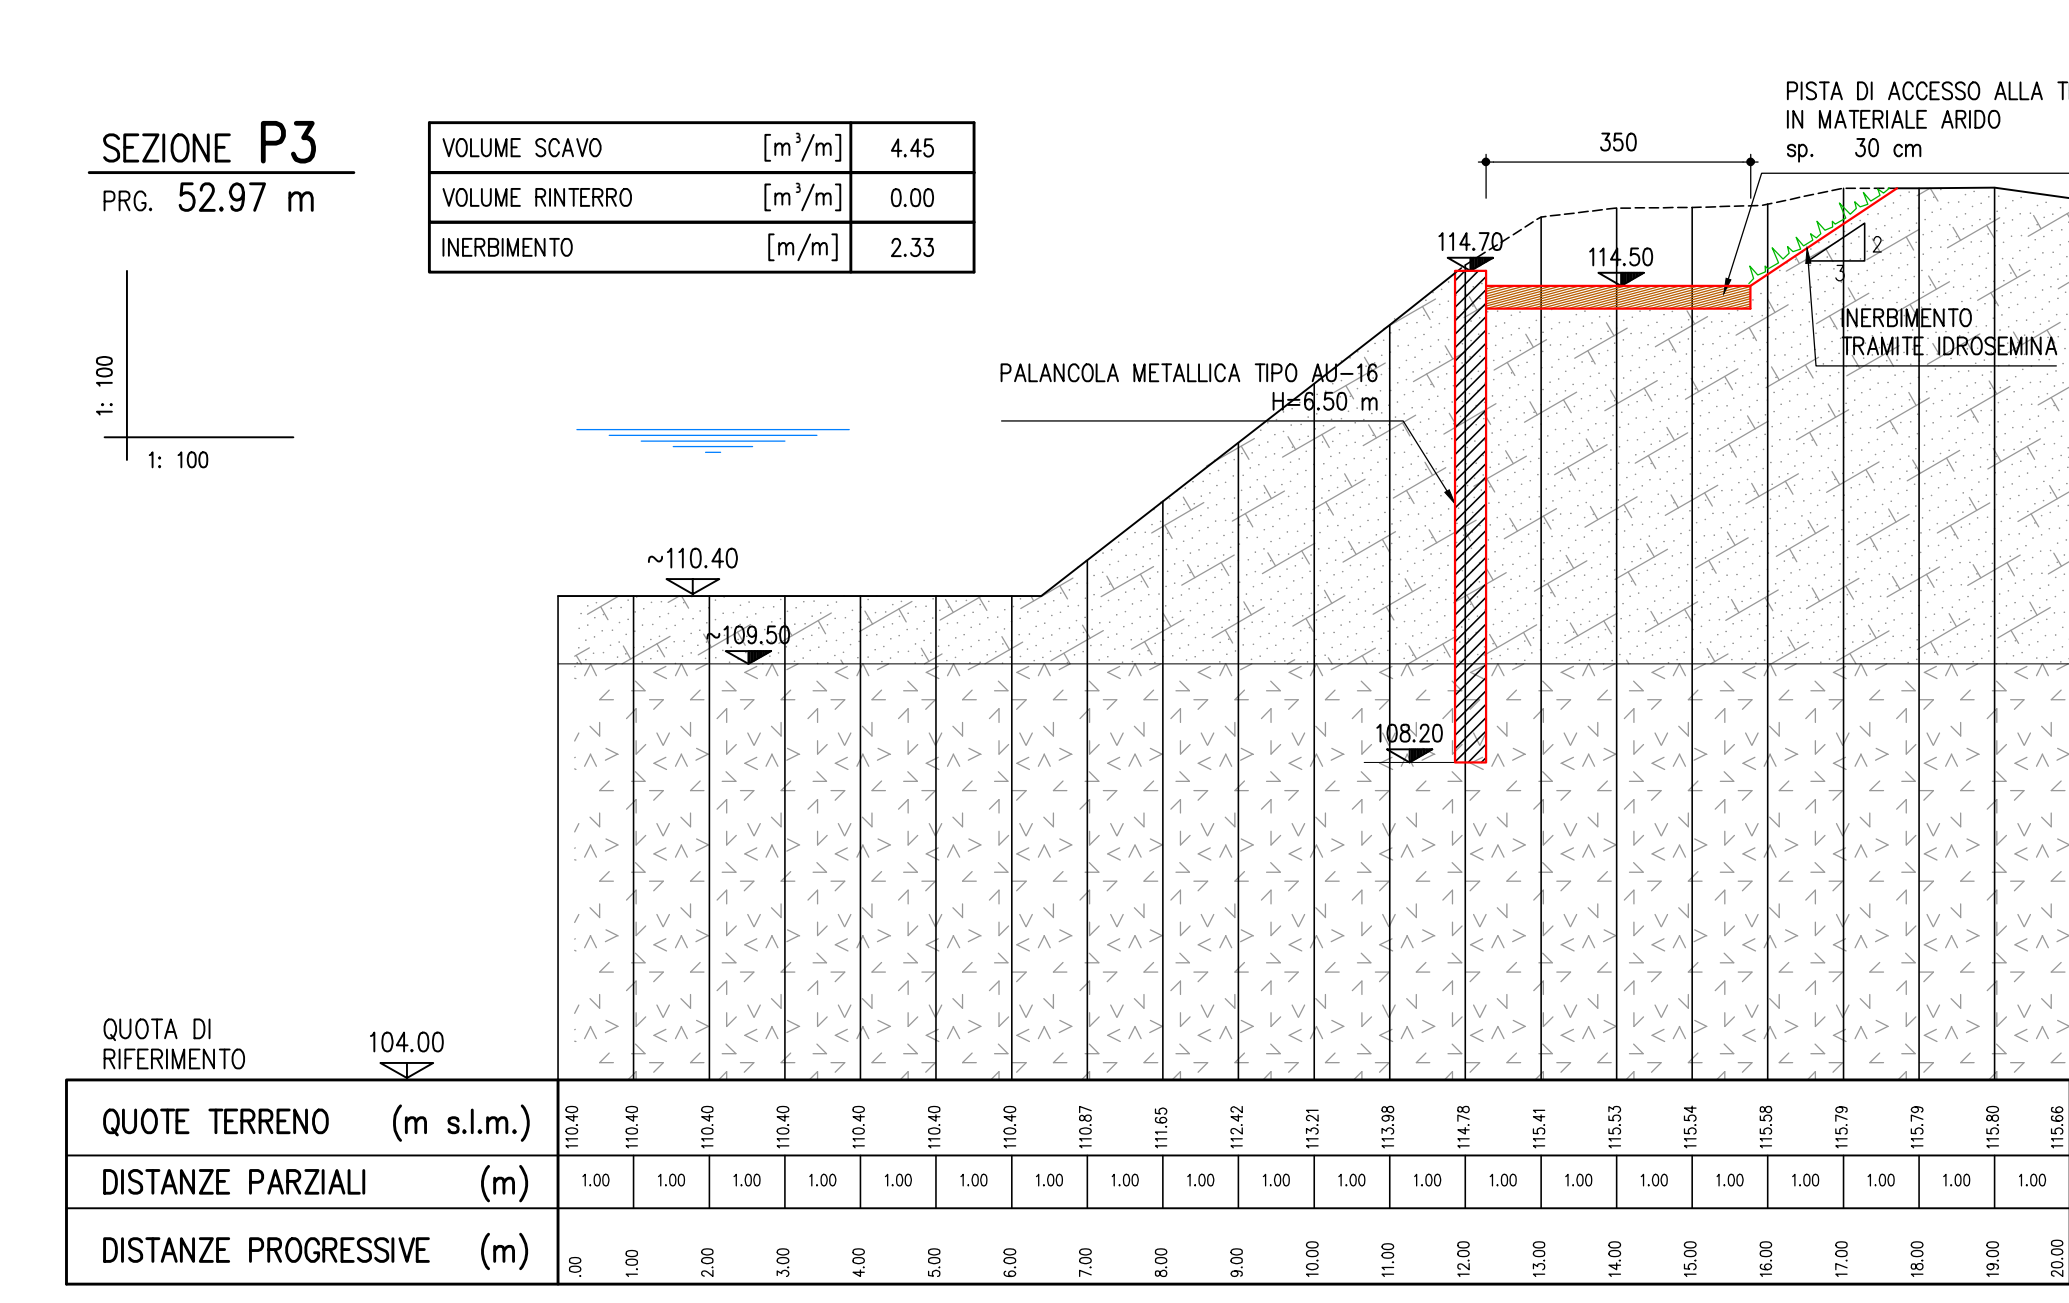 PISTA DI ACCESSO ALLA
IN MATERIALE ARIDO
sp. 30 cm
SEZIONE P3
PRG. 52.97 m
VOLUME SCAVO [m³/m] 4.45
VOLUME RINTERRO [m³/m] 0.00
INERBIMENTO [m/m] 2.33
350
114.70
114.50
2
3
INERBIMENTO
TRAMITE IDROSEMINA
1: 100
1: 100
PALANCOLA METALLICA TIPO AU-16
H=6.50 m
~110.40
~109.50
108.20
QUOTA DI
RIFERIMENTO
104.00
QUOTE TERRENO (m s.l.m.) 110.40 110.40 110.40 110.40 110.40 110.40 110.40 110.87 111.65 112.42 113.21 113.98 114.78 115.41 115.53 115.54 115.58 115.79 115.79 115.80 115.66
DISTANZE PARZIALI (m) 1.00 1.00 1.00 1.00 1.00 1.00 1.00 1.00 1.00 1.00 1.00 1.00 1.00 1.00 1.00 1.00 1.00 1.00 1.00 1.00
DISTANZE PROGRESSIVE (m) .00 1.00 2.00 3.00 4.00 5.00 6.00 7.00 8.00 9.00 10.00 11.00 12.00 13.00 14.00 15.00 16.00 17.00 18.00 19.00 20.00